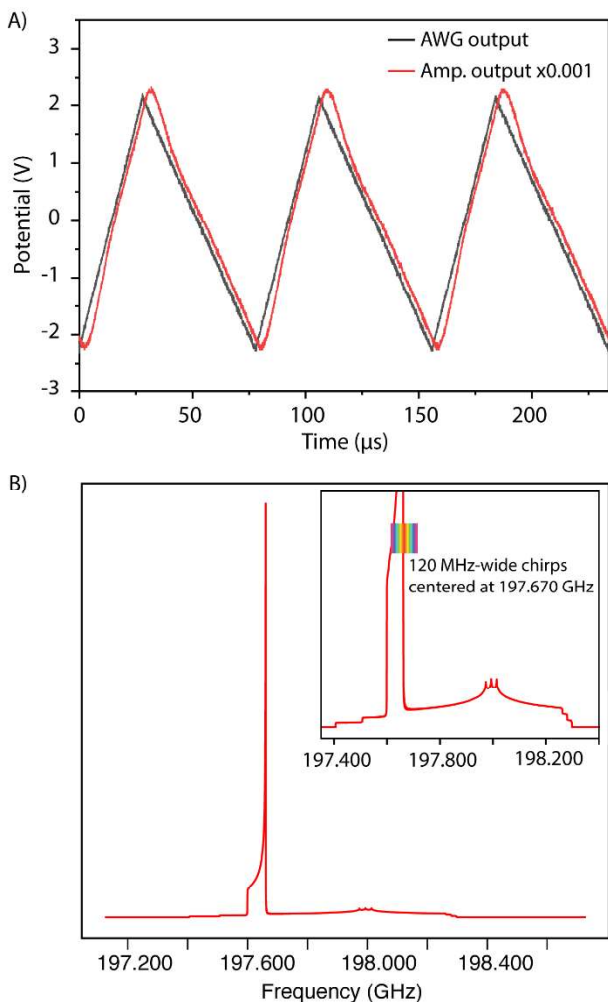 A)
AWG output
Amp. output x0.001
Potential (V)
3
2
1
0
-1
-2
-3
0 50 100 150 200
Time (µs)
B)
120 MHz-wide chirps
centered at 197.670 GHz
197.400 197.800 198.200
197.200 197.600 198.000 198.400
Frequency (GHz)